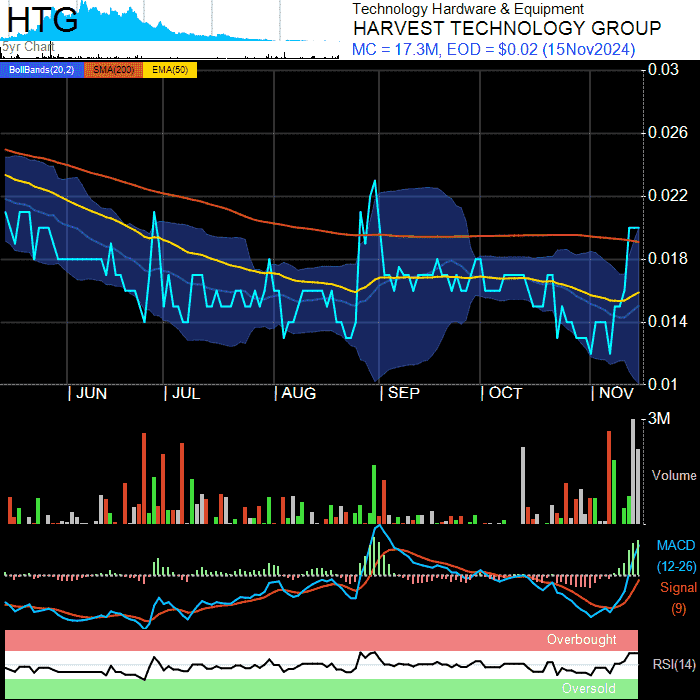 HTG
5yr Chart
Technology Hardware & Equipment
HARVEST TECHNOLOGY GROUP
MC = 17.3M, EOD = $0.02 (15Nov2024)
BollBands(20,2) SMA(200) EMA(50)
0.03
0.026
0.022
0.018
0.014
0.01
JUN JUL AUG SEP OCT NOV
3M
Volume
MACD
(12-26)
Signal
(9)
Overbought
RSI(14)
Oversold